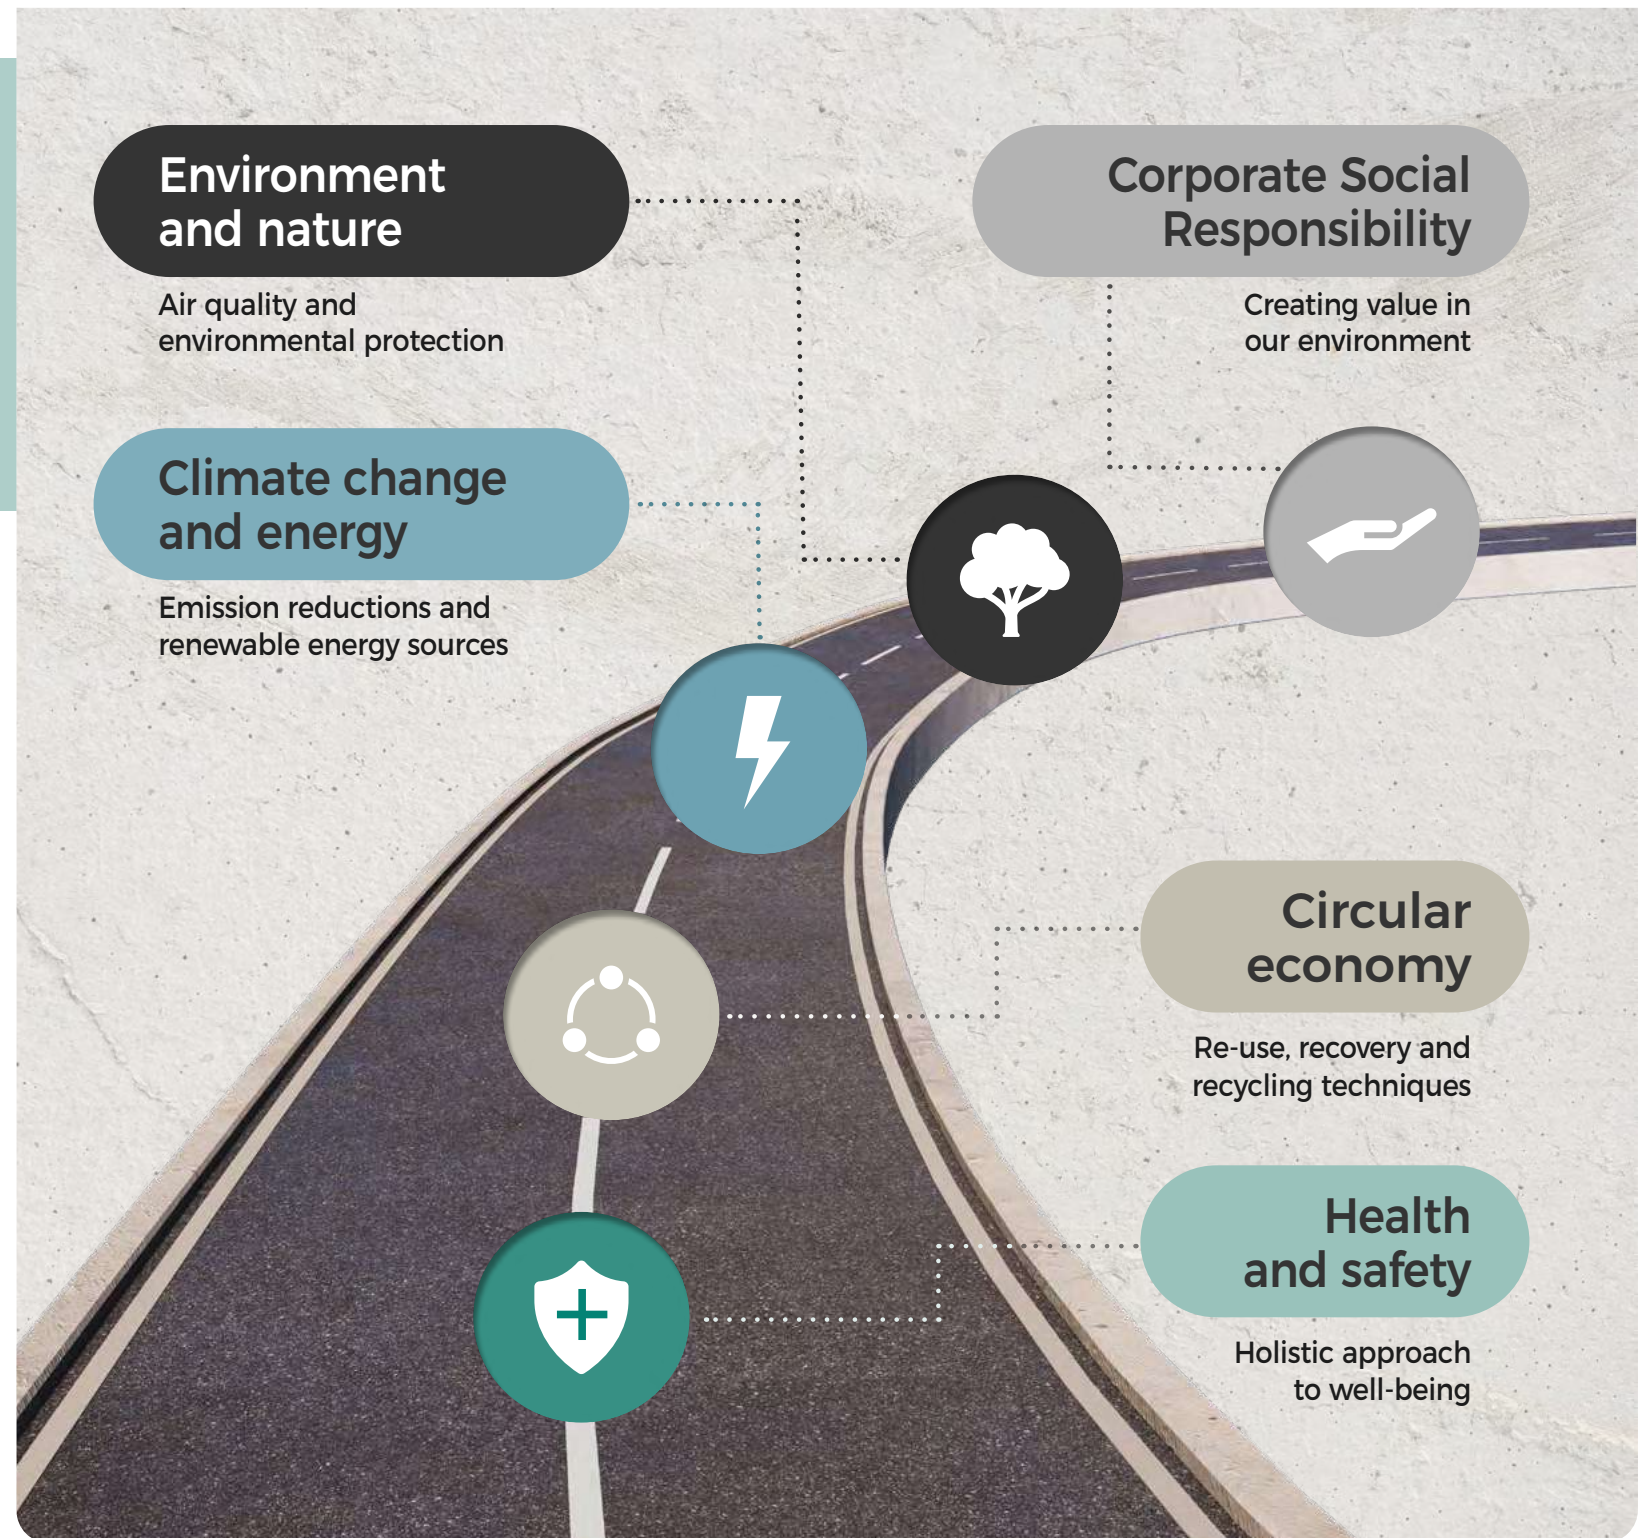 Environment
and nature
Air quality and
environmental protection
Corporate Social
Responsibility
Creating value in
our environment
Climate change
and energy
Emission reductions and
renewable energy sources
Circular
economy
Re-use, recovery and
recycling techniques
Health
and safety
Holistic approach
to well-being